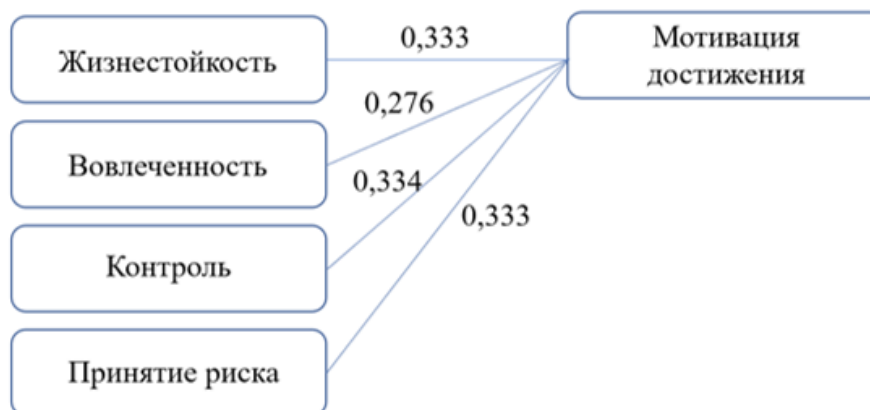 Жизнестойкость
0,333
Мотивация
достижения
0,276
Вовлеченность
0,334
0,333
Контроль
Принятие риска